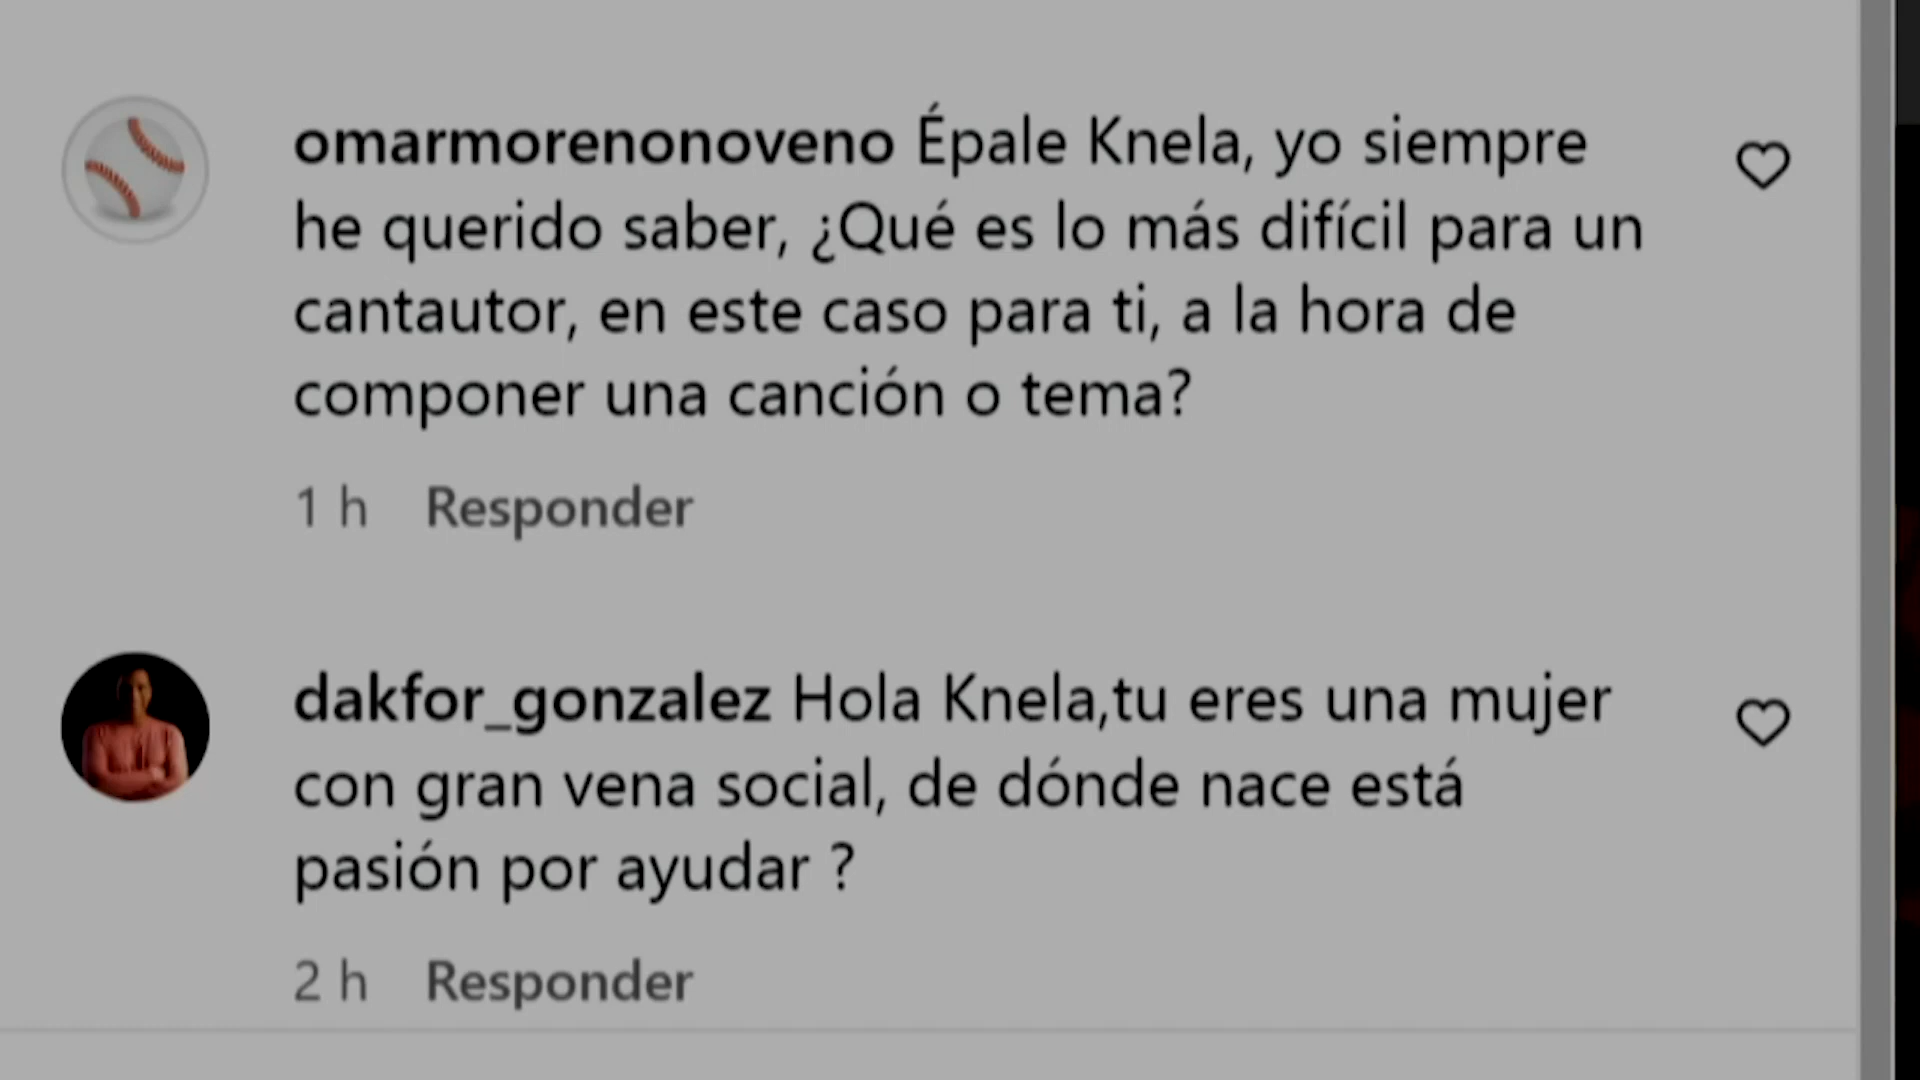 omarmorenonoveno Épale Knela, yo siempre
he querido saber, ¿Qué es lo más difícil para un
cantautor, en este caso para ti, a la hora de
componer una canción o tema?
1 h Responder
dakfor_gonzalez Hola Knela,tu eres una mujer
con gran vena social, de dónde nace está
pasión por ayudar ?
2 h Responder